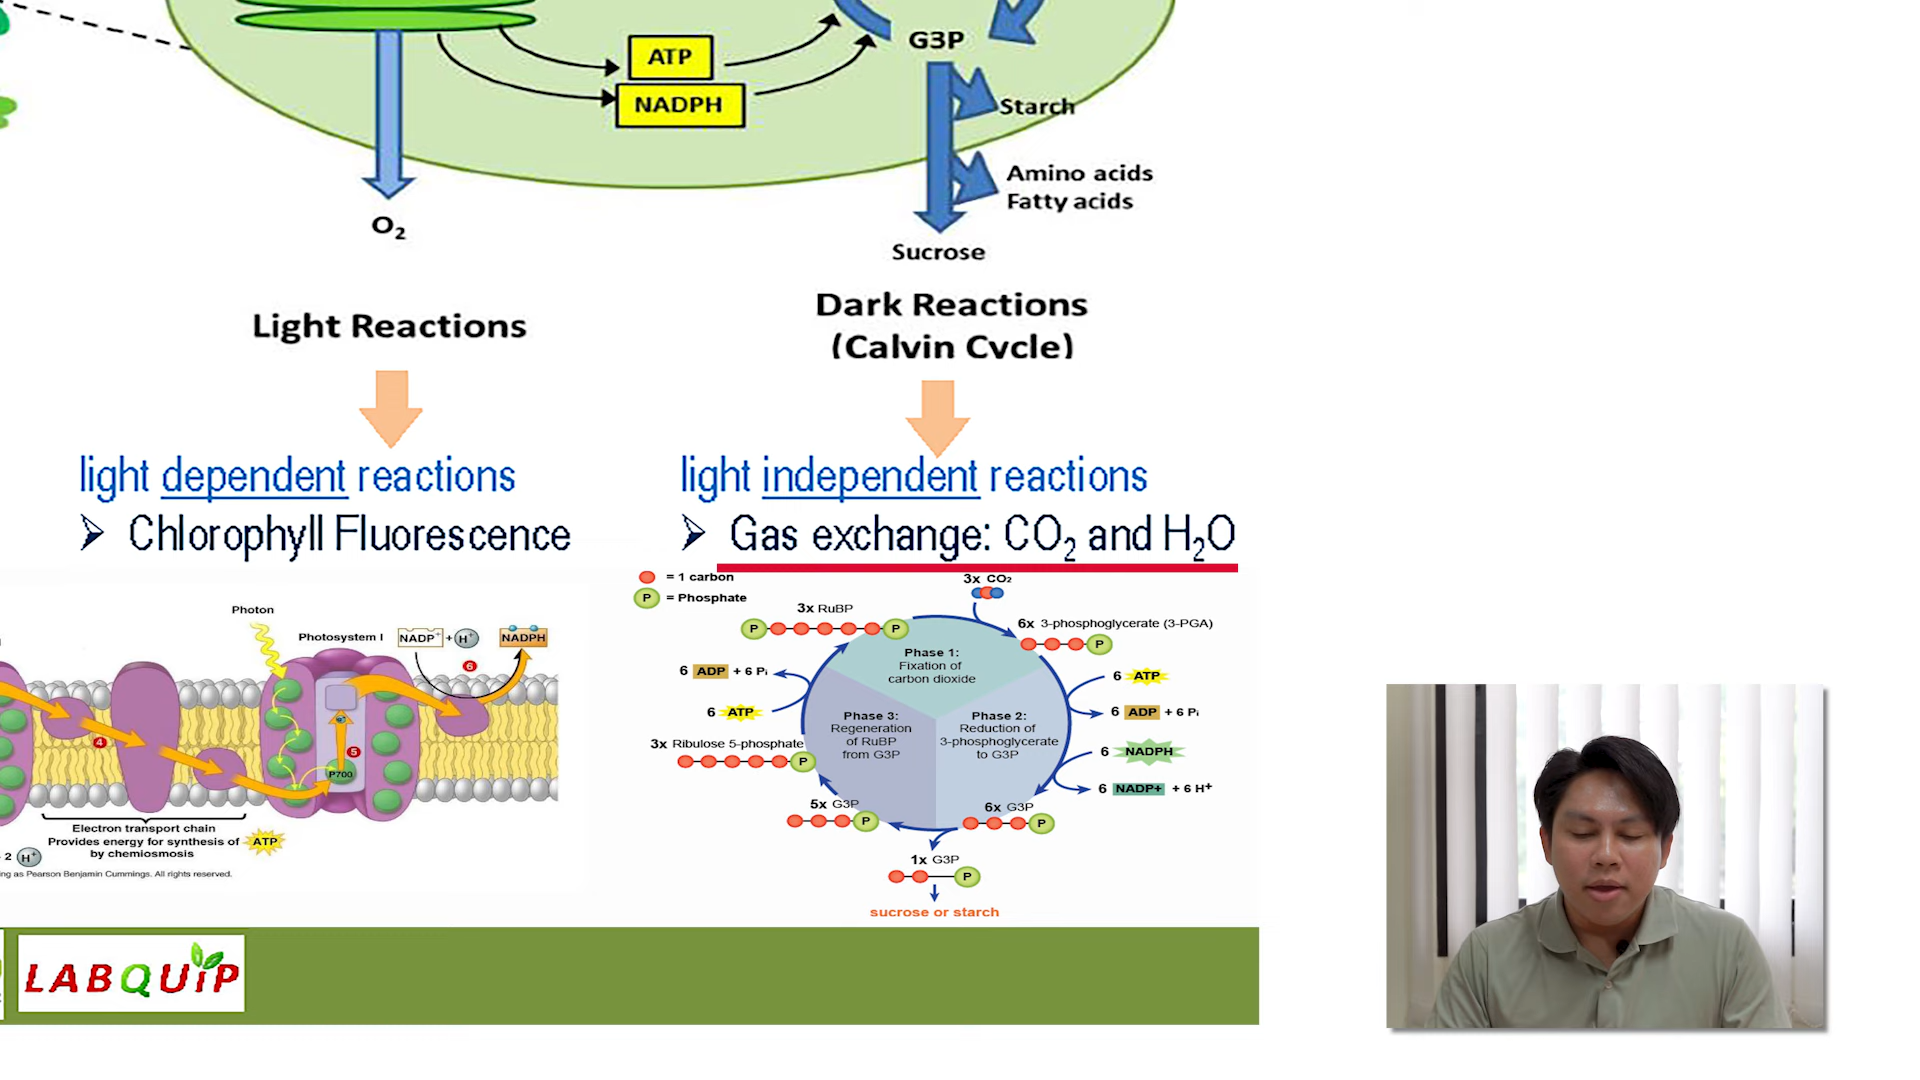 ATP
NADPH
G3P
Starch
Amino acids
Fatty acids
O2
Sucrose
Light Reactions
Dark Reactions
(Calvin Cycle)
light dependent reactions
➢ Chlorophyll Fluorescence
light independent reactions
➢ Gas exchange: CO2 and H2O
Photon
Photosystem I
NADP+ + H+
NADPH
6
4
5
e-
P700
Electron transport chain
Provides energy for synthesis of
by chemiosmosis
ATP
2 H+
ng as Pearson Benjamin Cummings. All rights reserved.
= 1 carbon
P = Phosphate
3x CO2
3x RuBP
P P
6x 3-phosphoglycerate (3-PGA)
P
Phase 1:
Fixation of
carbon dioxide
6 ADP + 6 Pi
6 ATP
6 ATP
6 ADP + 6 Pi
Phase 3:
Regeneration
of RuBP
from G3P
Phase 2:
Reduction of
3-phosphoglycerate
to G3P
3x Ribulose 5-phosphate
P
6 NADPH
6 NADP+ + 6 H+
5x G3P
P
6x G3P
P
1x G3P
P
sucrose or starch
LABQUiP